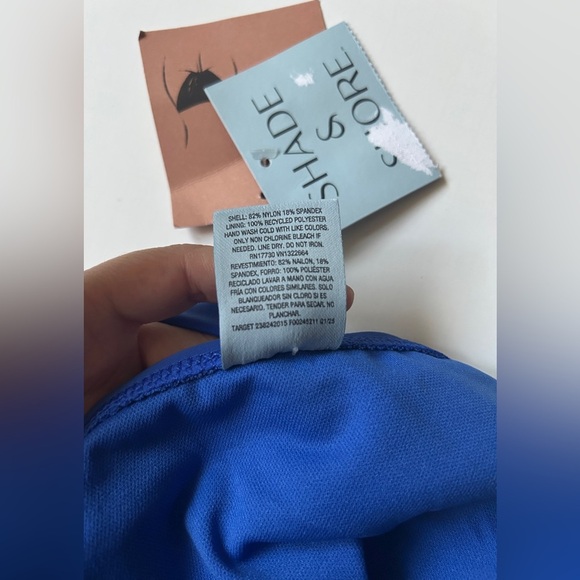 SHADE
&
SHORE
SHELL: 82% NYLON 18% SPANDEX
LINING: 100% RECYCLED POLYESTER
HAND WASH COLD WITH LIKE COLORS.
ONLY NON CHLORINE BLEACH IF
NEEDED. LINE DRY. DO NOT IRON.
RN17730 VN1322664
REVESTIMIENTO: 82% NAILON, 18%
SPANDEX, FORRO: 100% POLIÉSTER
RECICLADO LAVAR A MANO CON AGUA
FRÍA CON COLORES SIMILARES. SOLO
BLANQUEADOR SIN CLORO SI ES
NECESARIO. TENDER PARA SECAR. NO
PLANCHAR.
TARGET